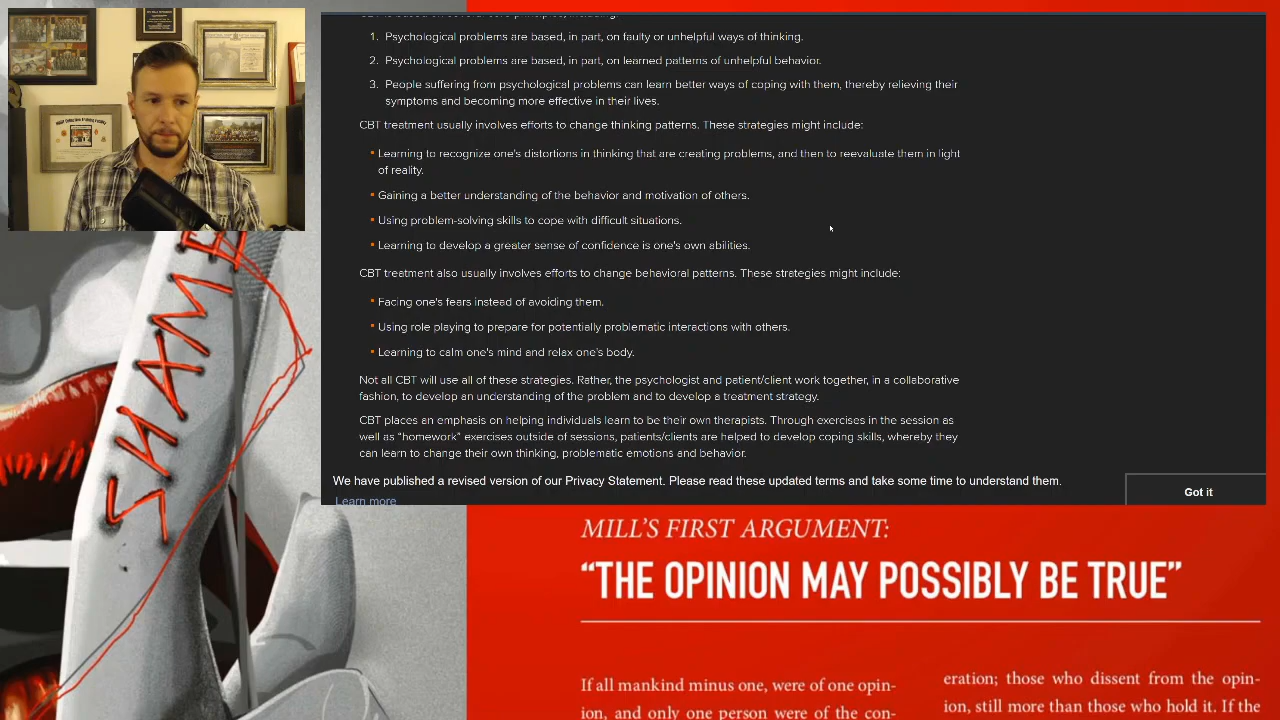 CBT is based on several core principles, including:
1. Psychological problems are based, in part, on faulty or unhelpful ways of thinking.
2. Psychological problems are based, in part, on learned patterns of unhelpful behavior.
3. People suffering from psychological problems can learn better ways of coping with them, thereby relieving their
symptoms and becoming more effective in their lives.
CBT treatment usually involves efforts to change thinking patterns. These strategies might include:
Learning to recognize one's distortions in thinking that are creating problems, and then to reevaluate them in light
of reality.
Gaining a better understanding of the behavior and motivation of others.
Using problem-solving skills to cope with difficult situations.
Learning to develop a greater sense of confidence is one's own abilities.
CBT treatment also usually involves efforts to change behavioral patterns. These strategies might include:
Facing one's fears instead of avoiding them.
Using role playing to prepare for potentially problematic interactions with others.
Learning to calm one's mind and relax one's body.
Not all CBT will use all of these strategies. Rather, the psychologist and patient/client work together, in a collaborative
fashion, to develop an understanding of the problem and to develop a treatment strategy.
CBT places an emphasis on helping individuals learn to be their own therapists. Through exercises in the session as
well as “homework” exercises outside of sessions, patients/clients are helped to develop coping skills, whereby they
can learn to change their own thinking, problematic emotions and behavior.
We have published a revised version of our Privacy Statement. Please read these updated terms and take some time to understand them.
Learn more
Got it
SHAME
MILL'S FIRST ARGUMENT:
“THE OPINION MAY POSSIBLY BE TRUE”
If all mankind minus one, were of one opin-
ion, and only one person were of the con-
eration; those who dissent from the opin-
ion, still more than those who hold it. If the